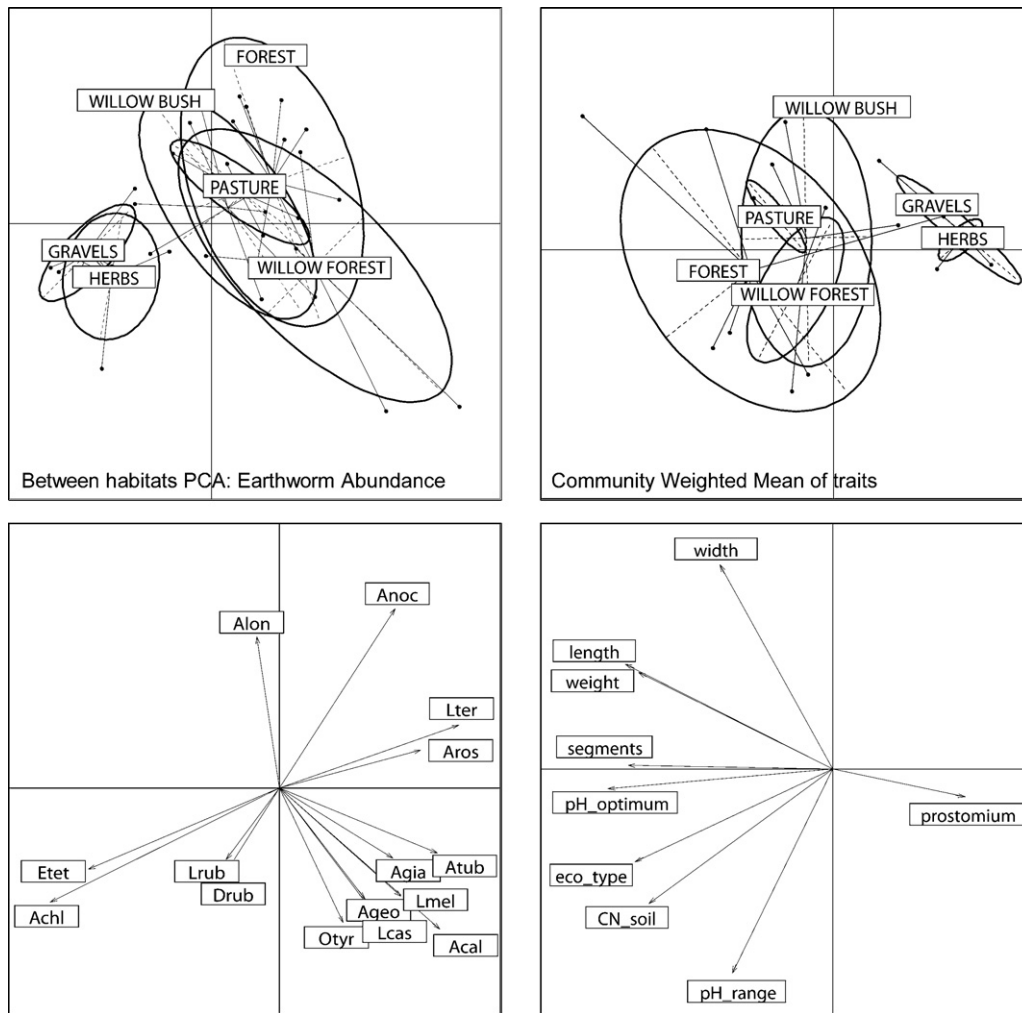 FOREST
WILLOW BUSH
PASTURE
GRAVELS
WILLOW FOREST
HERBS
Between habitats PCA: Earthworm Abundance
WILLOW BUSH
GRAVELS
PASTURE
HERBS
FOREST
WILLOW FOREST
Community Weighted Mean of traits
Anoc
Alon
Lter
Aros
Etet
Lrub
Agia
Atub
Drub
Achl
Ageo
Lmel
Otyr
Lcas
Acal
width
length
weight
segments
pH_optimum
prostomium
eco_type
CN_soil
pH_range